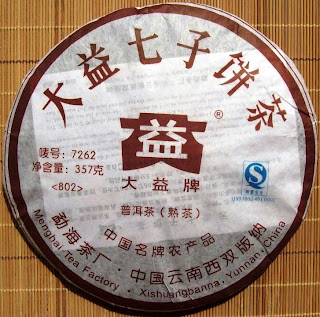 大益七子饼茶
益®
大益牌
唛号：7262
净含量：357克
<802>
普洱茶（熟茶）
中国名牌农产品
勐海茶厂·中国云南西双版纳
Menghai Tea Factory . Xishuangbanna, Yunnan, China